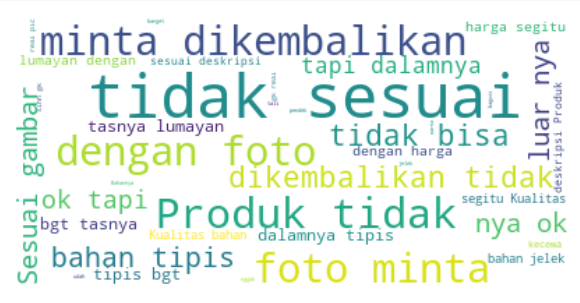 minta dikembalikan
harga segitu
lumayan dengan
sesuai deskripsi
tapi dalamnya
tidak sesuai
luar nya
deskripsi Produk
tasnya lumayan
tidak bisa
dengan foto
dengan harga
Sesuai gambar
dikembalikan tidak
ok tapi
segitu Kualitas
Produk tidak
nya ok
bgt tasnya
Kualitas bahan
dalamnya tipis
kecewa
bahan tipis
bahan jelek
tipis bgt
foto minta